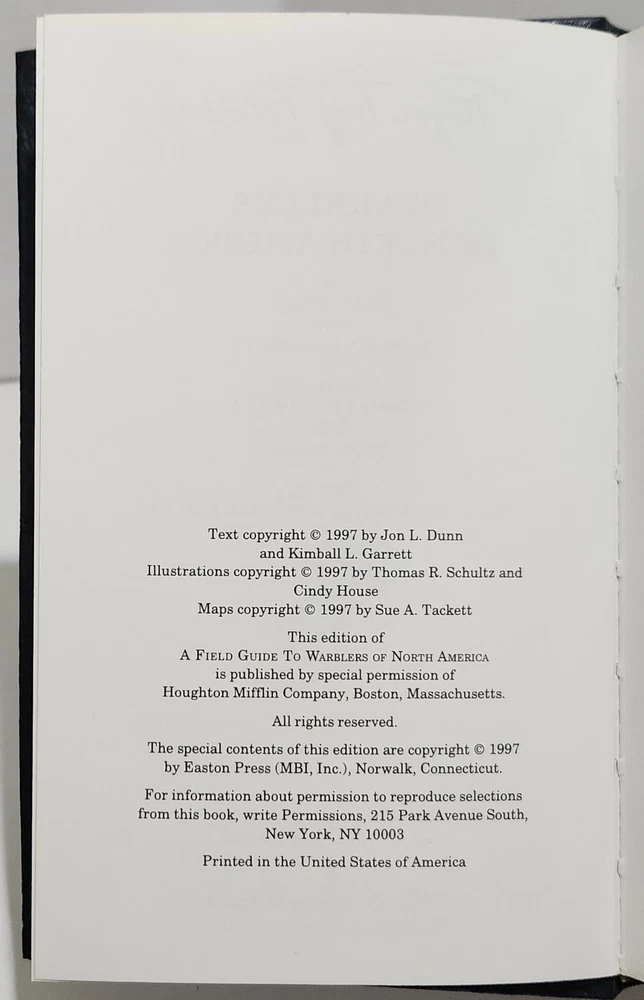 Text copyright © 1997 by Jon L. Dunn
and Kimball L. Garrett
Illustrations copyright © 1997 by Thomas R. Schultz and
Cindy House
Maps copyright © 1997 by Sue A. Tackett
This edition of
A FIELD GUIDE TO WARBLERS OF NORTH AMERICA
is published by special permission of
Houghton Mifflin Company, Boston, Massachusetts.
All rights reserved.
The special contents of this edition are copyright © 1997
by Easton Press (MBI, Inc.), Norwalk, Connecticut.
For information about permission to reproduce selections
from this book, write Permissions, 215 Park Avenue South,
New York, NY 10003
Printed in the United States of America